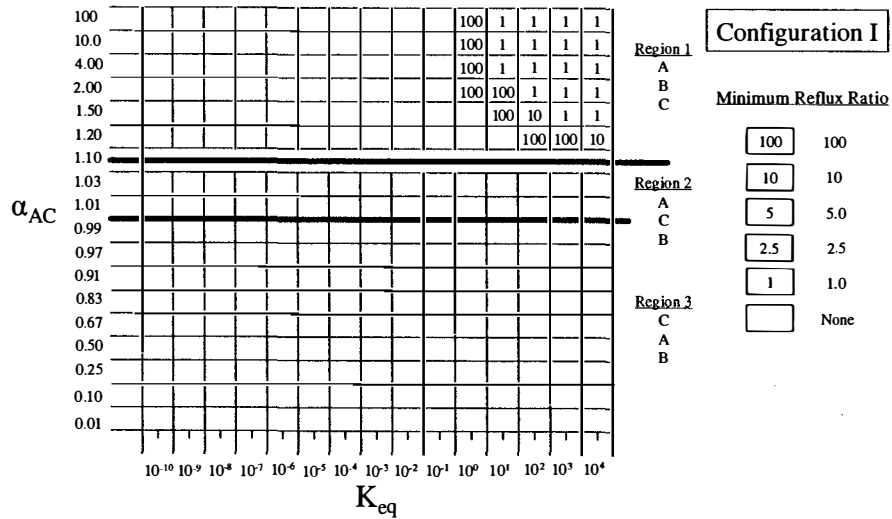 Configuration I
100 100 1 1 1 1
10.0 100 1 1 1 1
4.00 100 1 1 1 1
2.00 100 100 1 1 1
1.50 100 10 1 1
1.20 100 100 10
1.10
1.03
1.01
0.99
0.97
0.91
0.83
0.67
0.50
0.25
0.10
0.01
α_AC
Region 1
A
B
C
Region 2
A
C
B
Region 3
C
A
B
Minimum Reflux Ratio
100 100
10 10
5 5.0
2.5 2.5
1 1.0
None
10⁻¹⁰ 10⁻⁹ 10⁻⁸ 10⁻⁷ 10⁻⁶ 10⁻⁵ 10⁻⁴ 10⁻³ 10⁻² 10⁻¹ 10⁰ 10¹ 10² 10³ 10⁴
K_eq